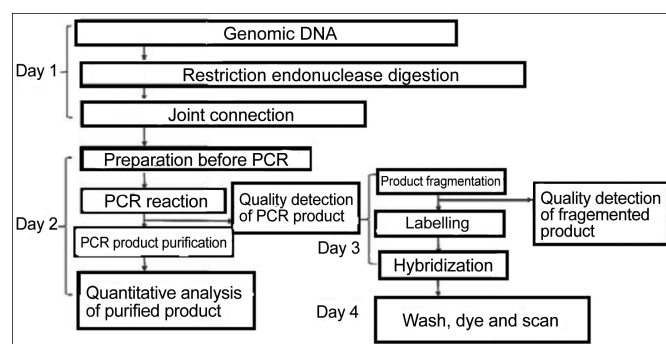 Genomic DNA
Day 1
Restriction endonuclease digestion
Joint connection
Preparation before PCR
PCR reaction
Quality detection
of PCR product
Day 2
PCR product purification
Quantitative analysis
of purified product
Product fragmentation
Quality detection
of fragemented
product
Labelling
Day 3
Hybridization
Day 4
Wash, dye and scan